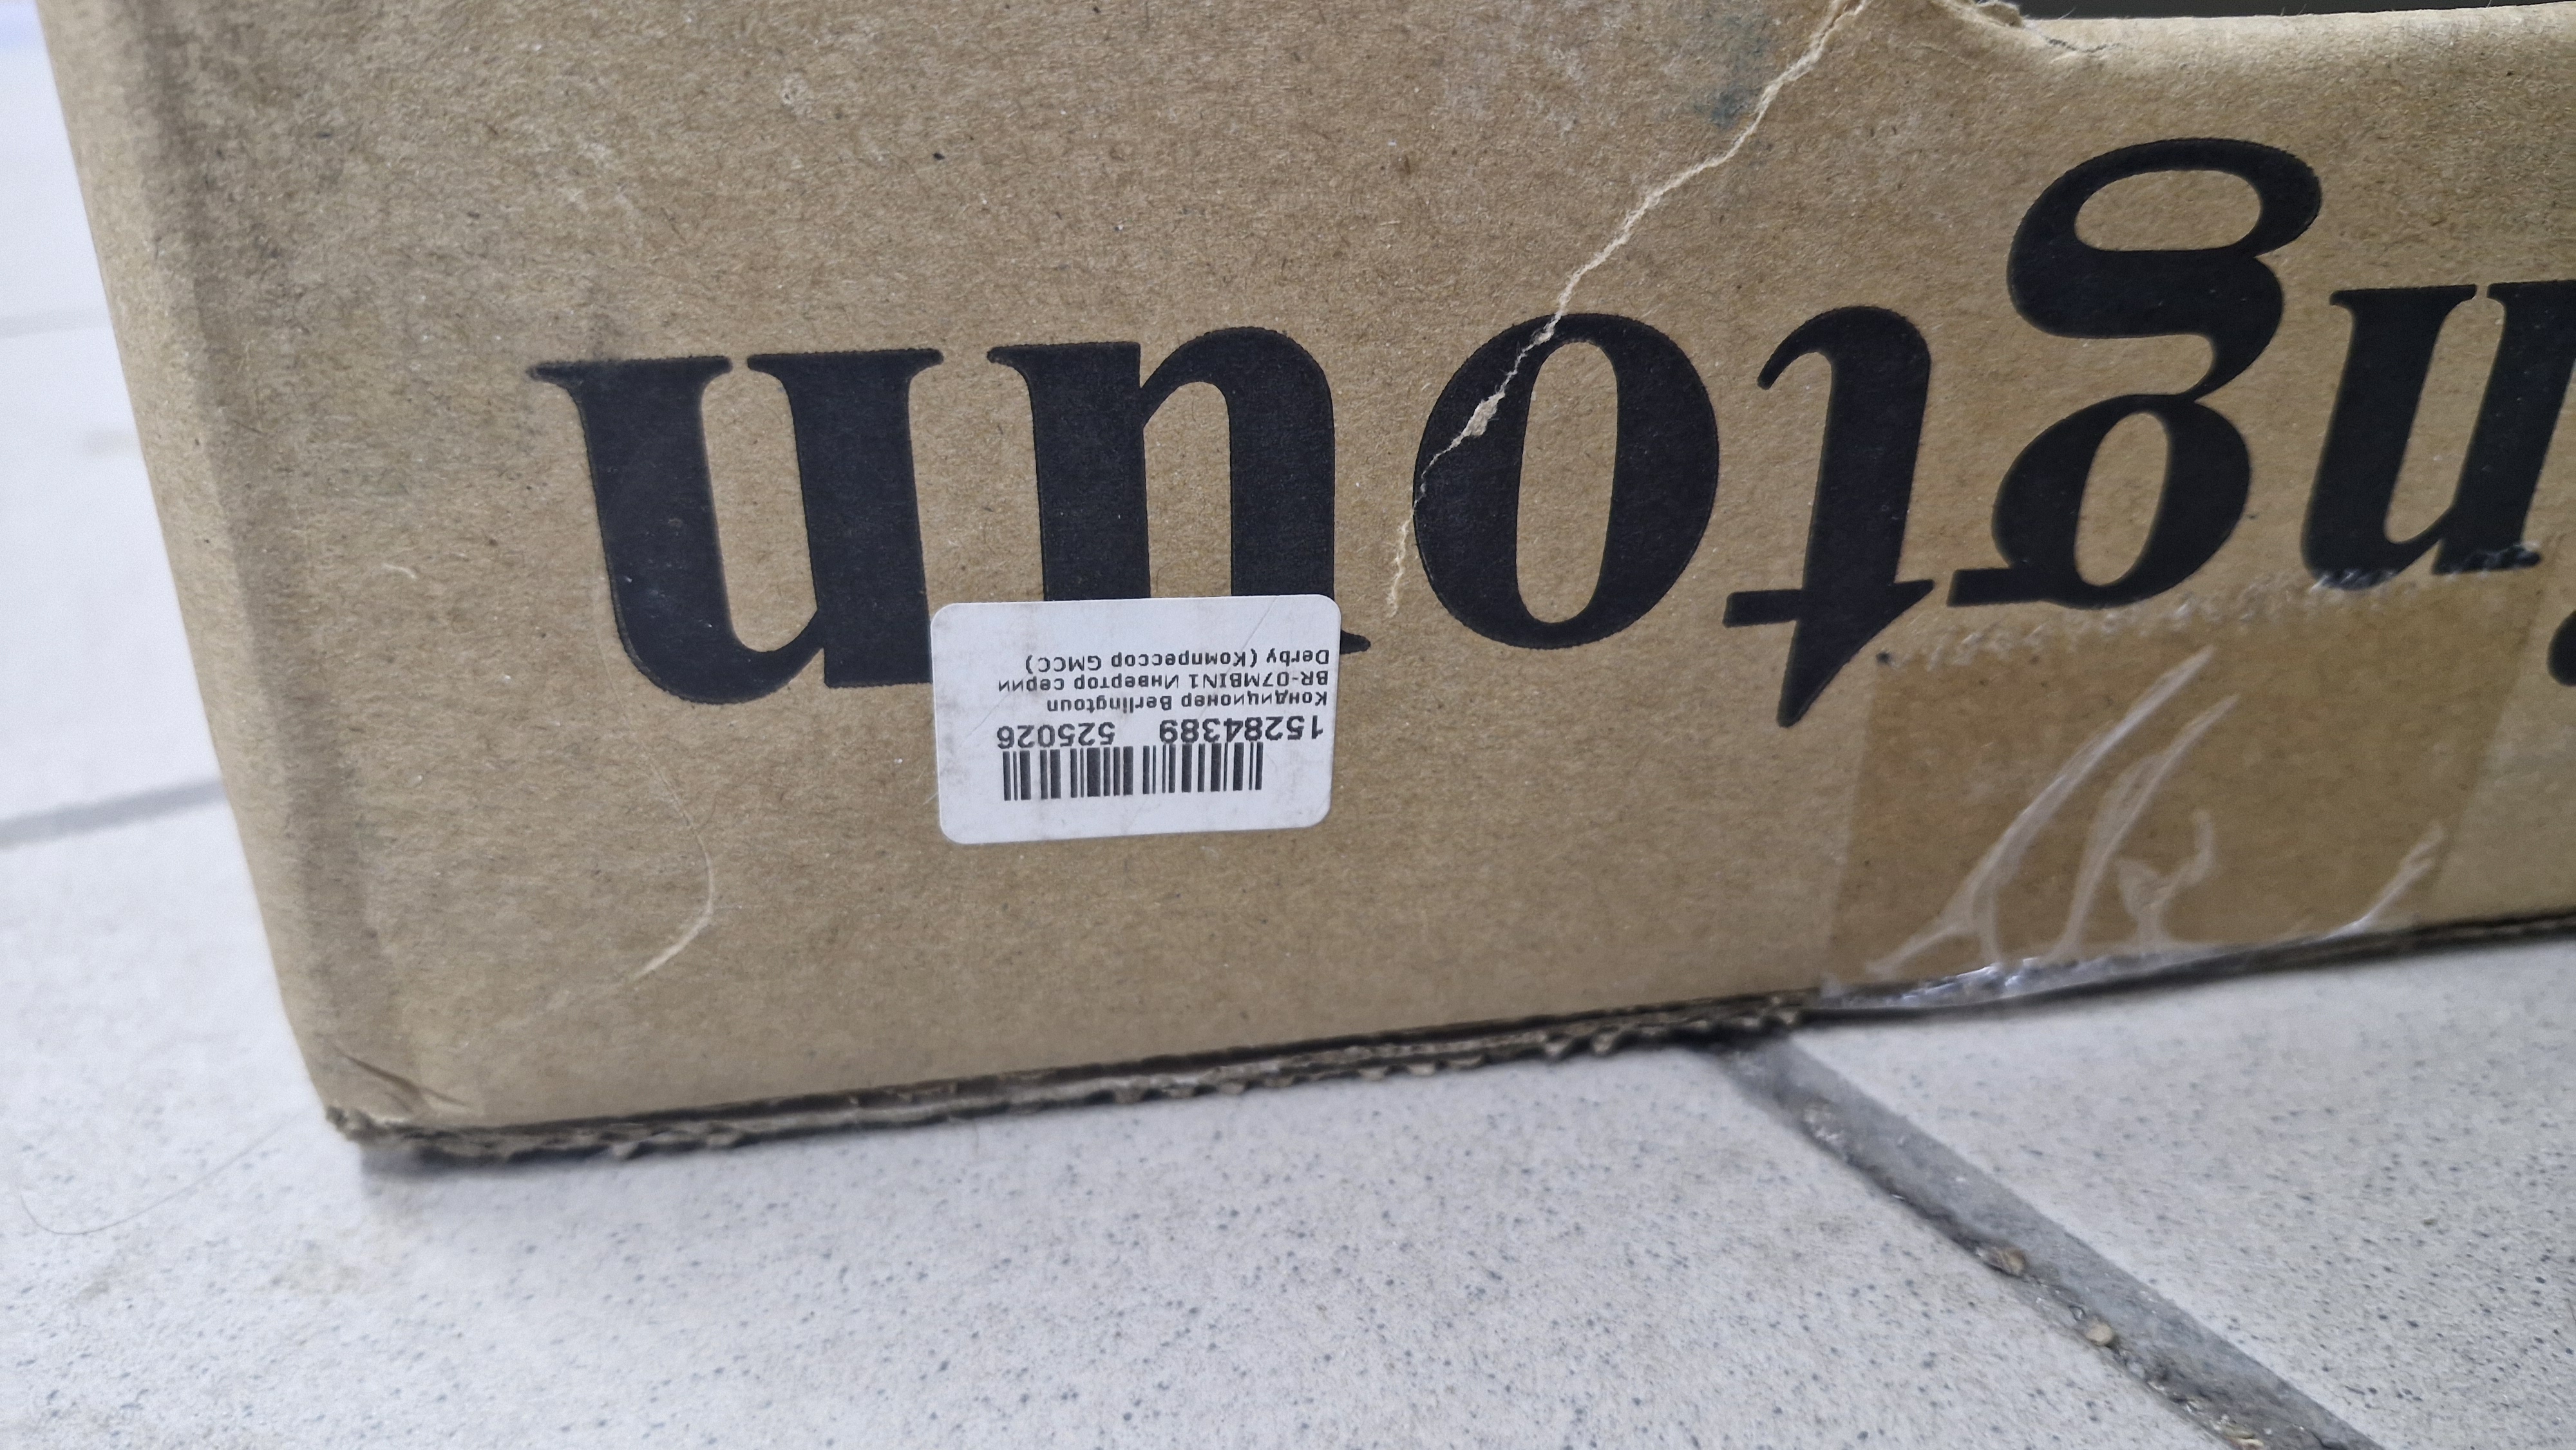 ngtoun
15284389 525026
Кондиционер Berlingtoun
BR-07MBIN1 Инвертор серии
Derby (Компрессор GMCC)